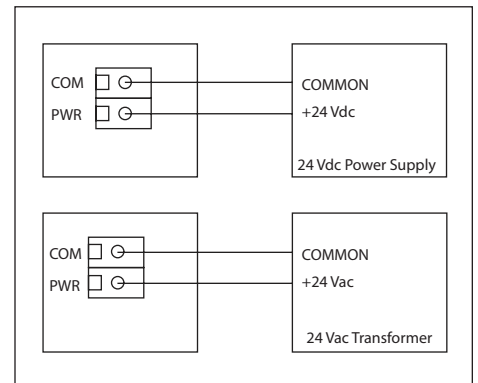 COM
PWR
COMMON
+24 Vdc
24 Vdc Power Supply
COM
PWR
COMMON
+24 Vac
24 Vac Transformer